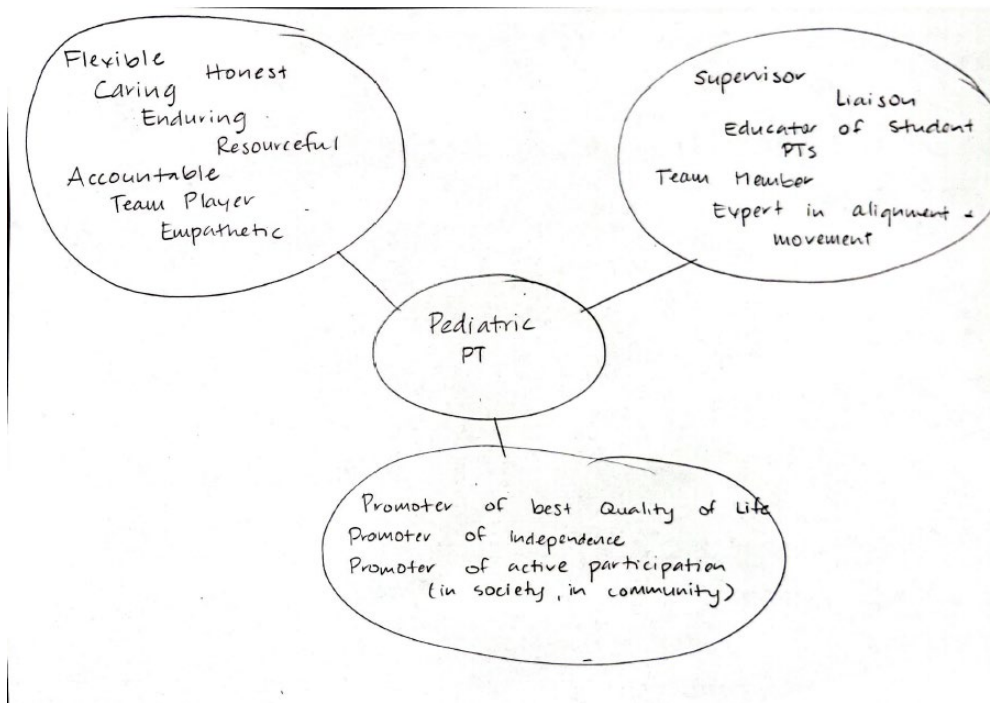 Flexible
Honest
Caring
Enduring
Resourceful
Accountable
Team Player
Empathetic
Supervisor
Liaison
Educator of Student
PTs
Team Member
Expert in alignment -
movement
Pediatric
PT
Promoter of best Quality of Life
Promoter of independence
Promoter of active participation
(in society, in community)